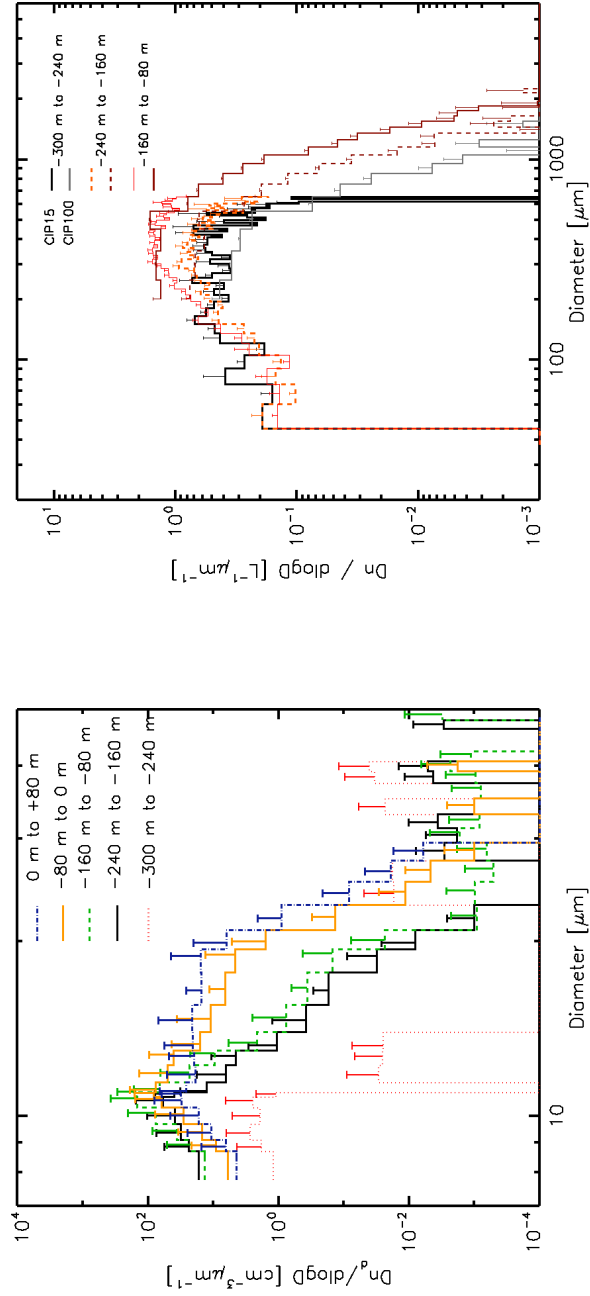 10⁴
10²
10⁰
10⁻²
10⁻⁴
Dn_d/dlogD [cm⁻³μm⁻¹]
10
Diameter [μm]
0 m to +80 m
−80 m to 0 m
−160 m to −80 m
−240 m to −160 m
−300 m to −240 m
10¹
10⁰
10⁻¹
10⁻²
10⁻³
Dn / dlogD [L⁻¹μm⁻¹]
100
1000
Diameter [μm]
CIP15
CIP100
−300 m to −240 m
−240 m to −160 m
−160 m to −80 m